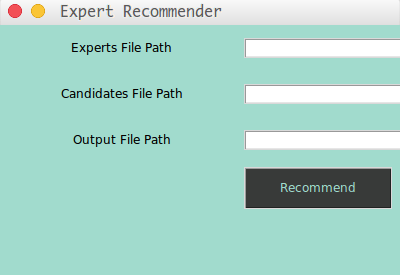 Expert Recommender
Experts File Path
Candidates File Path
Output File Path
Recommend